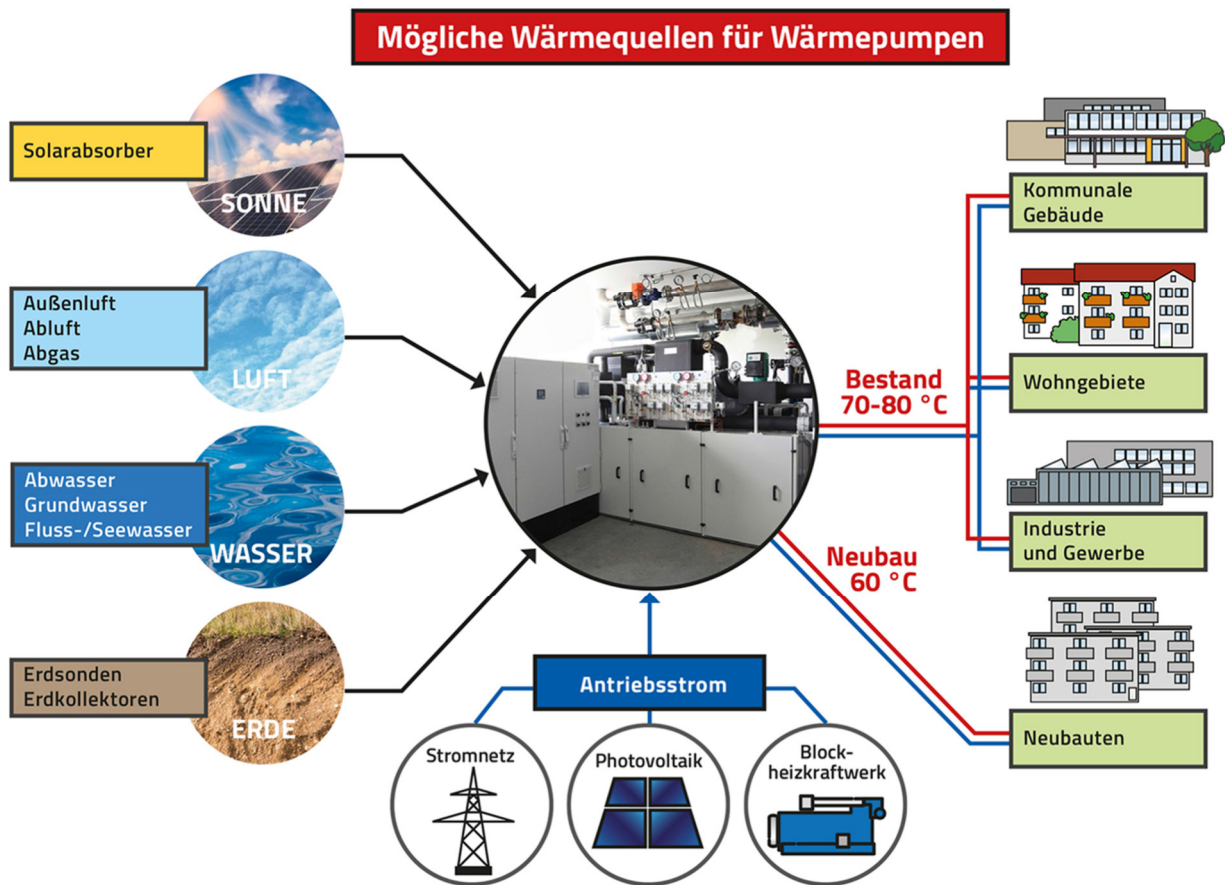 Mögliche Wärmequellen für Wärmepumpen
Solarabsorber
SONNE
Außenluft
Abluft
Abgas
LUFT
Abwasser
Grundwasser
Fluss-/Seewasser
WASSER
Erdsonden
Erdkollektoren
ERDE
Antriebsstrom
Stromnetz
Photovoltaik
Block-
heizkraftwerk
Bestand
70-80 °C
Neubau
60 °C
Kommunale
Gebäude
Wohngebiete
Industrie
und Gewerbe
Neubauten